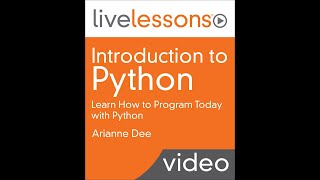 livelessons
Introduction to
Python
Learn How to Program Today
with Python
Arianne Dee
video